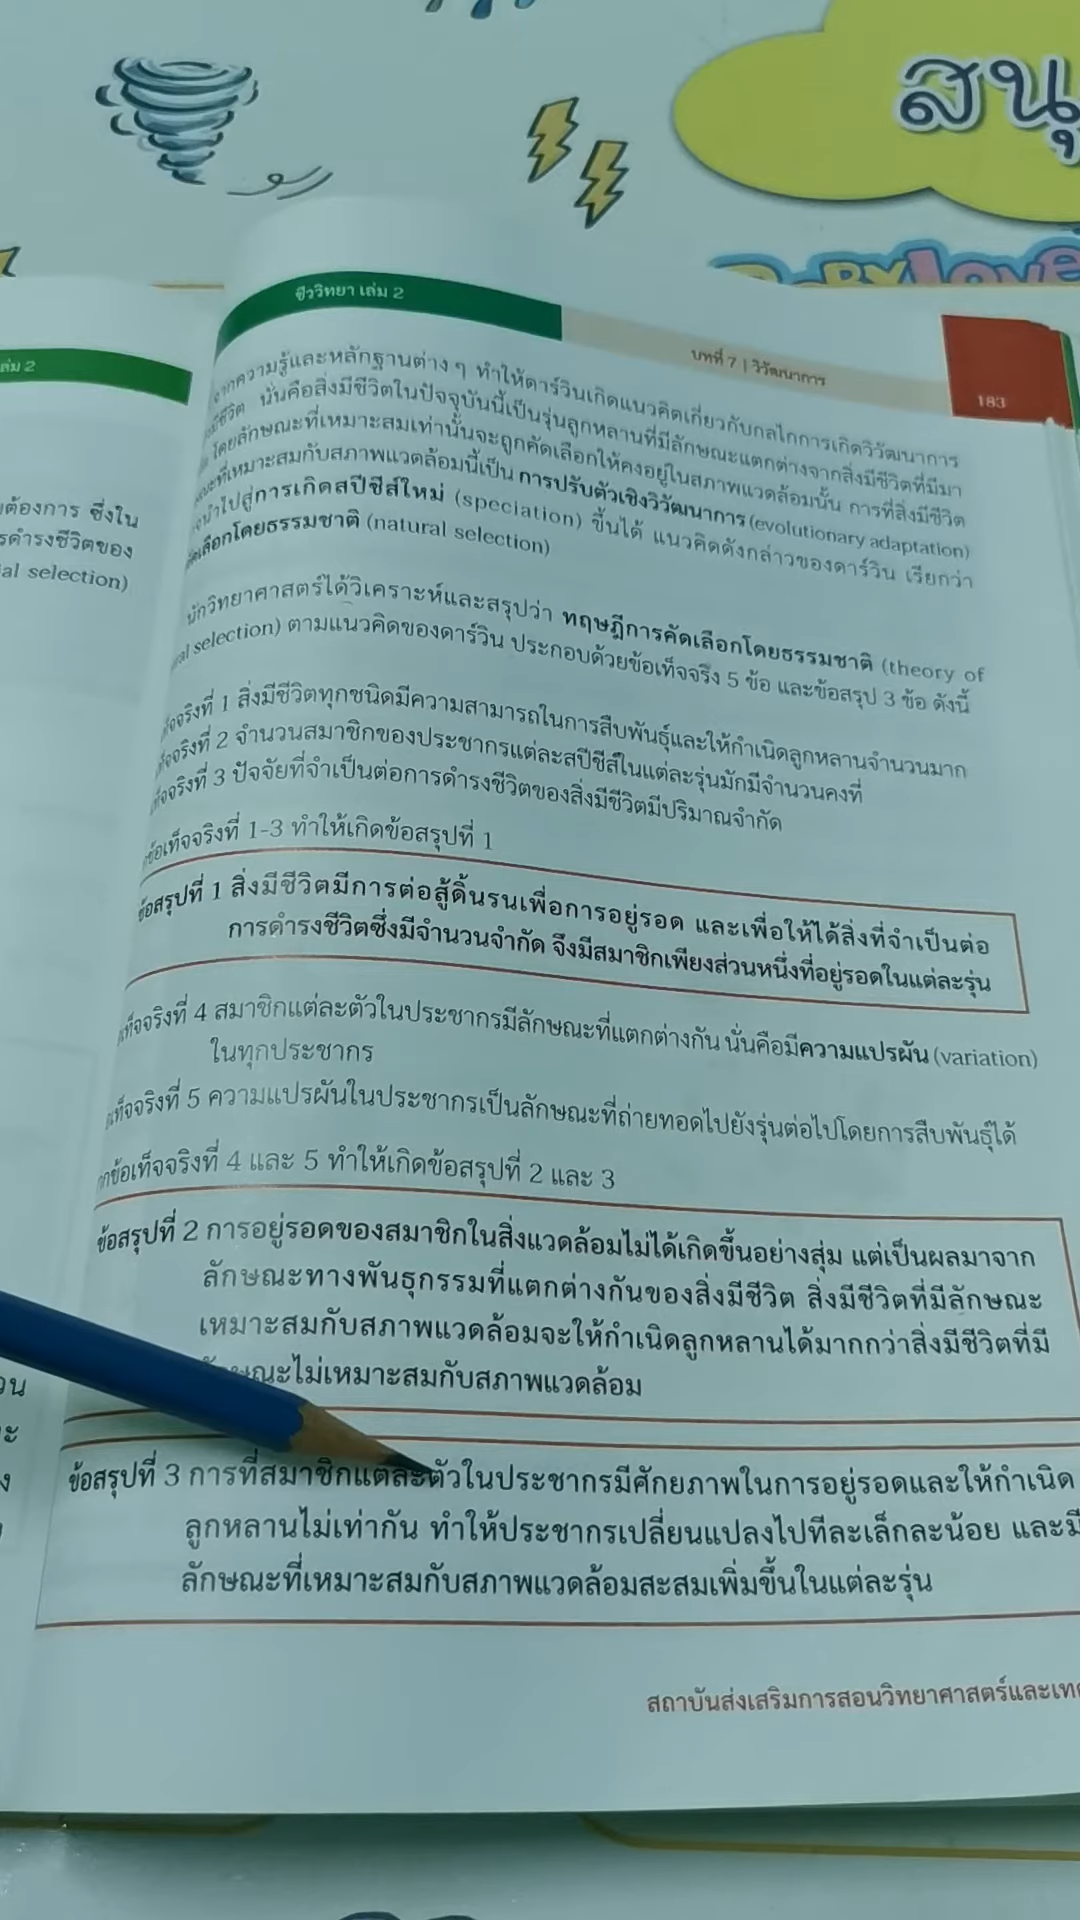 สนุ
BABY Love
ชีววิทยา เล่ม 2
บทที่ 7 | วิวัฒนาการ
183
ล่ม 2
ต้องการ ซึ่งใน
รดำรงชีวิตของ
al selection)
จากความรู้และหลักฐานต่าง ๆ ทำให้ดาร์วินเกิดแนวคิดเกี่ยวกับกลไกการเกิดวิวัฒนาการ
มีชีวิต นั่นคือสิ่งมีชีวิตในปัจจุบันนี้เป็นรุ่นลูกหลานที่มีลักษณะแตกต่างจากสิ่งมีชีวิตที่มีมา
โดยลักษณะที่เหมาะสมเท่านั้นจะถูกคัดเลือกให้คงอยู่ในสภาพแวดล้อมนั้น การที่สิ่งมีชีวิต
ณะที่เหมาะสมกับสภาพแวดล้อมนี้เป็น การปรับตัวเชิงวิวัฒนาการ (evolutionary adaptation)
นำไปสู่การเกิดสปีชีส์ใหม่ (speciation) ขึ้นได้ แนวคิดดังกล่าวของดาร์วิน เรียกว่า
คัดเลือกโดยธรรมชาติ (natural selection)
นักวิทยาศาสตร์ได้วิเคราะห์และสรุปว่า ทฤษฎีการคัดเลือกโดยธรรมชาติ (theory of
ural selection) ตามแนวคิดของดาร์วิน ประกอบด้วยข้อเท็จจริง 5 ข้อ และข้อสรุป 3 ข้อ ดังนี้
เท็จจริงที่ 1 สิ่งมีชีวิตทุกชนิดมีความสามารถในการสืบพันธุ์และให้กำเนิดลูกหลานจำนวนมาก
เท็จจริงที่ 2 จำนวนสมาชิกของประชากรแต่ละสปีชีส์ในแต่ละรุ่นมักมีจำนวนคงที่
เท็จจริงที่ 3 ปัจจัยที่จำเป็นต่อการดำรงชีวิตของสิ่งมีชีวิตมีปริมาณจำกัด
ข้อเท็จจริงที่ 1-3 ทำให้เกิดข้อสรุปที่ 1
ข้อสรุปที่ 1 สิ่งมีชีวิตมีการต่อสู้ดิ้นรนเพื่อการอยู่รอด และเพื่อให้ได้สิ่งที่จำเป็นต่อ
การดำรงชีวิตซึ่งมีจำนวนจำกัด จึงมีสมาชิกเพียงส่วนหนึ่งที่อยู่รอดในแต่ละรุ่น
เท็จจริงที่ 4 สมาชิกแต่ละตัวในประชากรมีลักษณะที่แตกต่างกัน นั่นคือมีความแปรผัน (variation)
ในทุกประชากร
เท็จจริงที่ 5 ความแปรผันในประชากรเป็นลักษณะที่ถ่ายทอดไปยังรุ่นต่อไปโดยการสืบพันธุ์ได้
ข้อเท็จจริงที่ 4 และ 5 ทำให้เกิดข้อสรุปที่ 2 และ 3
ข้อสรุปที่ 2 การอยู่รอดของสมาชิกในสิ่งแวดล้อมไม่ได้เกิดขึ้นอย่างสุ่ม แต่เป็นผลมาจาก
ลักษณะทางพันธุกรรมที่แตกต่างกันของสิ่งมีชีวิต สิ่งมีชีวิตที่มีลักษณะ
เหมาะสมกับสภาพแวดล้อมจะให้กำเนิดลูกหลานได้มากกว่าสิ่งมีชีวิตที่มี
ลักษณะไม่เหมาะสมกับสภาพแวดล้อม
ข้อสรุปที่ 3 การที่สมาชิกแต่ละตัวในประชากรมีศักยภาพในการอยู่รอดและให้กำเนิด
ลูกหลานไม่เท่ากัน ทำให้ประชากรเปลี่ยนแปลงไปทีละเล็กละน้อย และมี
ลักษณะที่เหมาะสมกับสภาพแวดล้อมสะสมเพิ่มขึ้นในแต่ละรุ่น
สถาบันส่งเสริมการสอนวิทยาศาสตร์และเท